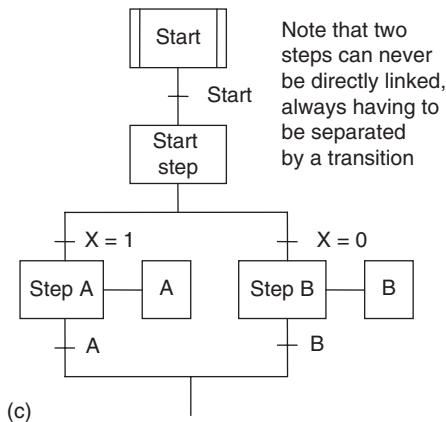 Start
Note that two
steps can never
be directly linked,
always having to
be separated
by a transition
Start
Start
step
X = 1
X = 0
Step A
A
Step B
B
A
B
(c)